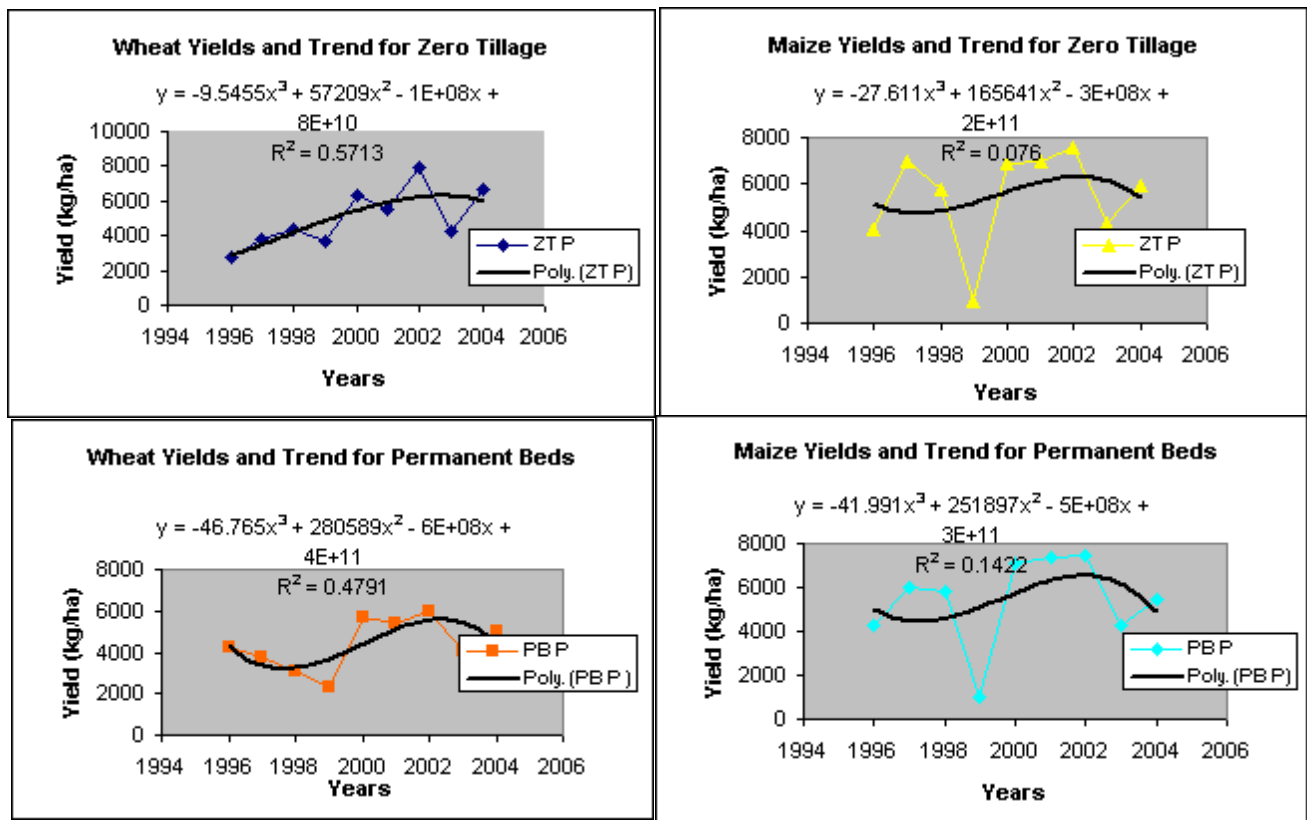 Wheat Yields and Trend for Zero Tillage
y = -9.5455x³ + 57209x² - 1E+08x +
8E+10
R² = 0.5713
10000
8000
6000
4000
2000
0
Yield (kg/ha)
1994 1996 1998 2000 2002 2004 2006
Years
ZT P
Poly. (ZT P)
Maize Yields and Trend for Zero Tillage
y = -27.611x³ + 165641x² - 3E+08x +
2E+11
R² = 0.076
8000
6000
4000
2000
0
Yield (kg/ha)
1994 1996 1998 2000 2002 2004 2006
Years
ZT P
Poly. (ZT P)
Wheat Yields and Trend for Permanent Beds
y = -46.765x³ + 280589x² - 6E+08x +
4E+11
R² = 0.4791
8000
6000
4000
2000
0
Yield (kg/ha)
1994 1996 1998 2000 2002 2004 2006
Years
PB P
Poly. (PB P )
Maize Yields and Trend for Permanent Beds
y = -41.991x³ + 251897x² - 5E+08x +
3E+11
R² = 0.1422
8000
6000
4000
2000
0
Yield (kg/ha)
1994 1996 1998 2000 2002 2004 2006
Years
PB P
Poly. (PB P)